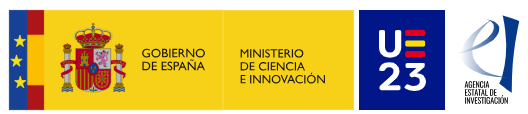 GOBIERNO
DE ESPAÑA
MINISTERIO
DE CIENCIA
E INNOVACIÓN
UE
23
AGENCIA
ESTATAL DE
INVESTIGACIÓN